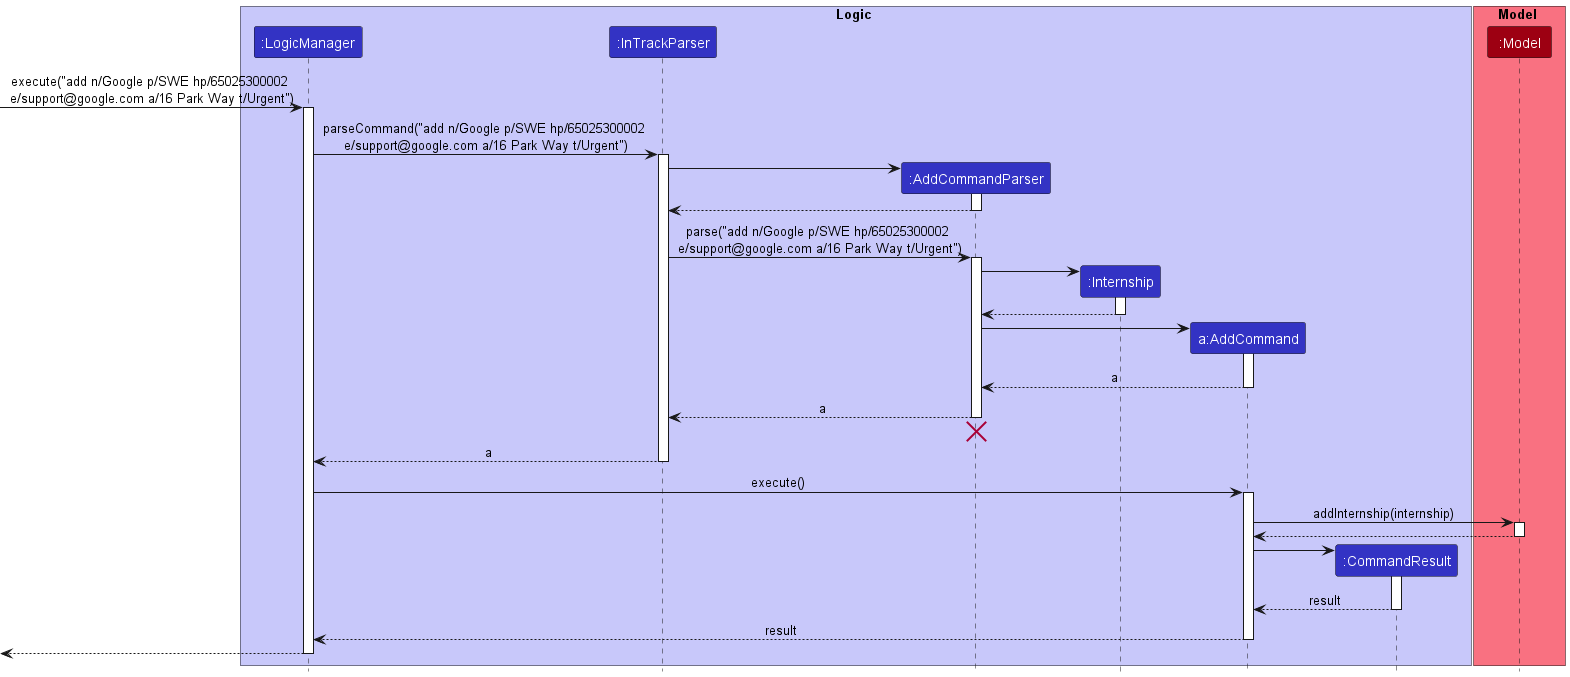 Logic
Model
:LogicManager
:InTrackParser
:Model
execute("add n/Google p/SWE hp/65025300002
e/support@google.com a/16 Park Way t/Urgent")
parseCommand("add n/Google p/SWE hp/65025300002
e/support@google.com a/16 Park Way t/Urgent")
:AddCommandParser
parse("add n/Google p/SWE hp/65025300002
e/support@google.com a/16 Park Way t/Urgent")
:Internship
a:AddCommand
a
a
a
execute()
addInternship(internship)
:CommandResult
result
result